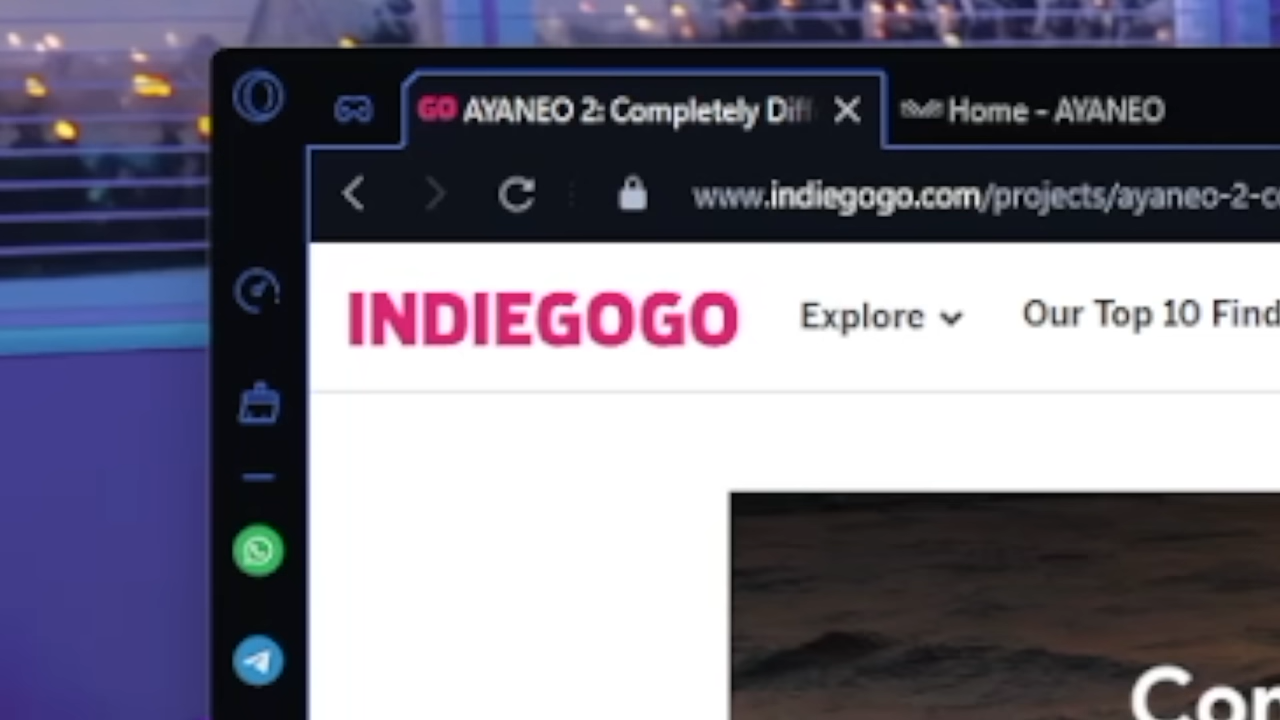 GO AYANEO 2: Completely Diff
Home - AYANEO
www.indiegogo.com/projects/ayaneo-2-c
INDIEGOGO
Explore
Our Top 10 Find
Con